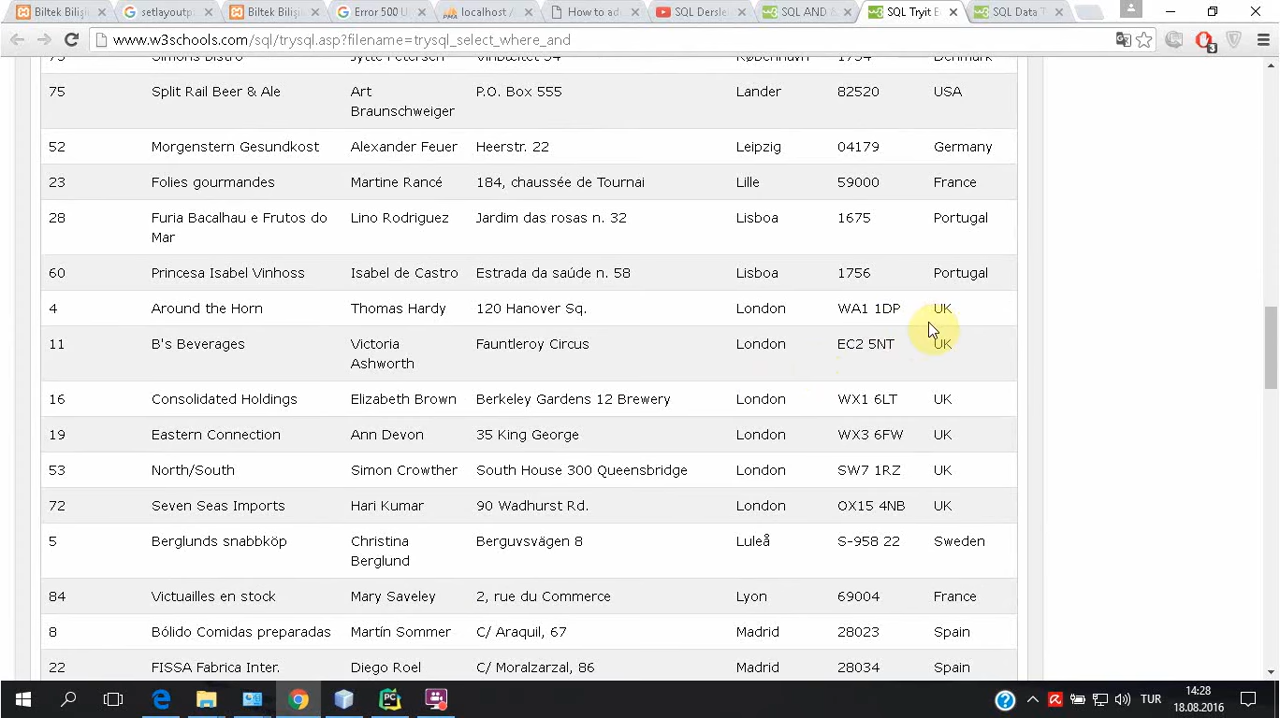 Biltek Bilişi
setlayoutp
Biltek Bilişi
Error 500 U
localhost /
How to ad
SQL Ders
SQL AND
SQL Tryit E
SQL Data T
www.w3schools.com/sql/trysql.asp?filename=trysql_select_where_and
75 Split Rail Beer & Ale Art P.O. Box 555 Lander 82520 USA
Braunschweiger
52 Morgenstern Gesundkost Alexander Feuer Heerstr. 22 Leipzig 04179 Germany
23 Folies gourmandes Martine Rancé 184, chaussée de Tournai Lille 59000 France
28 Furia Bacalhau e Frutos do Lino Rodriguez Jardim das rosas n. 32 Lisboa 1675 Portugal
Mar
60 Princesa Isabel Vinhoss Isabel de Castro Estrada da saúde n. 58 Lisboa 1756 Portugal
4 Around the Horn Thomas Hardy 120 Hanover Sq. London WA1 1DP UK
11 B's Beverages Victoria Fauntleroy Circus London EC2 5NT UK
Ashworth
16 Consolidated Holdings Elizabeth Brown Berkeley Gardens 12 Brewery London WX1 6LT UK
19 Eastern Connection Ann Devon 35 King George London WX3 6FW UK
53 North/South Simon Crowther South House 300 Queensbridge London SW7 1RZ UK
72 Seven Seas Imports Hari Kumar 90 Wadhurst Rd. London OX15 4NB UK
5 Berglunds snabbköp Christina Berguvsvägen 8 Luleå S-958 22 Sweden
Berglund
84 Victuailles en stock Mary Saveley 2, rue du Commerce Lyon 69004 France
8 Bólido Comidas preparadas Martín Sommer C/ Araquil, 67 Madrid 28023 Spain
22 FISSA Fabrica Inter. Diego Roel C/ Moralzarzal, 86 Madrid 28034 Spain
TUR
14:28
18.08.2016